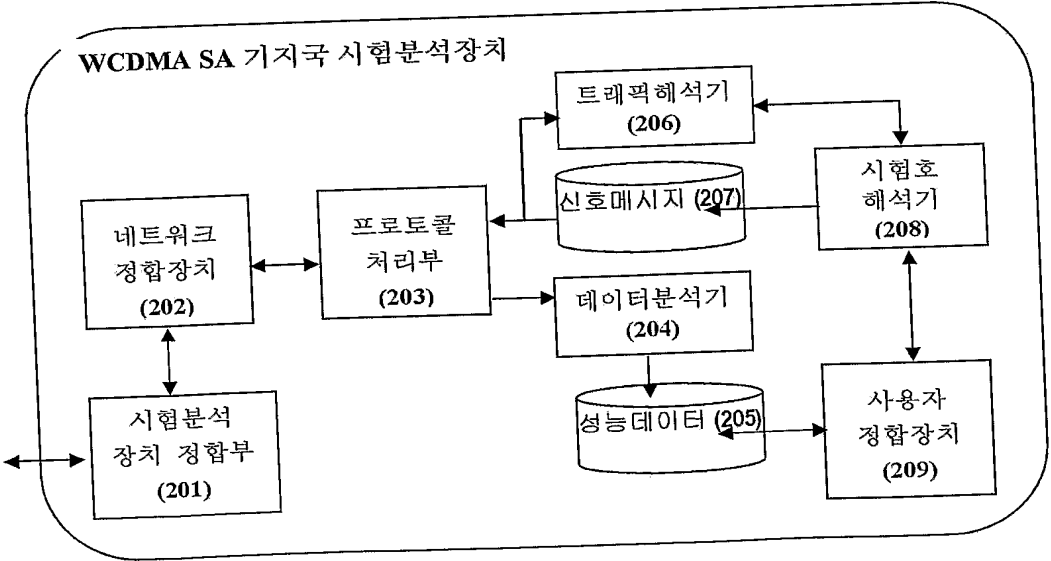 WCDMA SA 기지국 시험분석장치
트래픽해석기
(206)
신호메시지 (207)
시험호
해석기
(208)
네트워크
정합장치
(202)
프로토콜
처리부
(203)
데이터분석기
(204)
성능데이터 (205)
시험분석
장치 정합부
(201)
사용자
정합장치
(209)